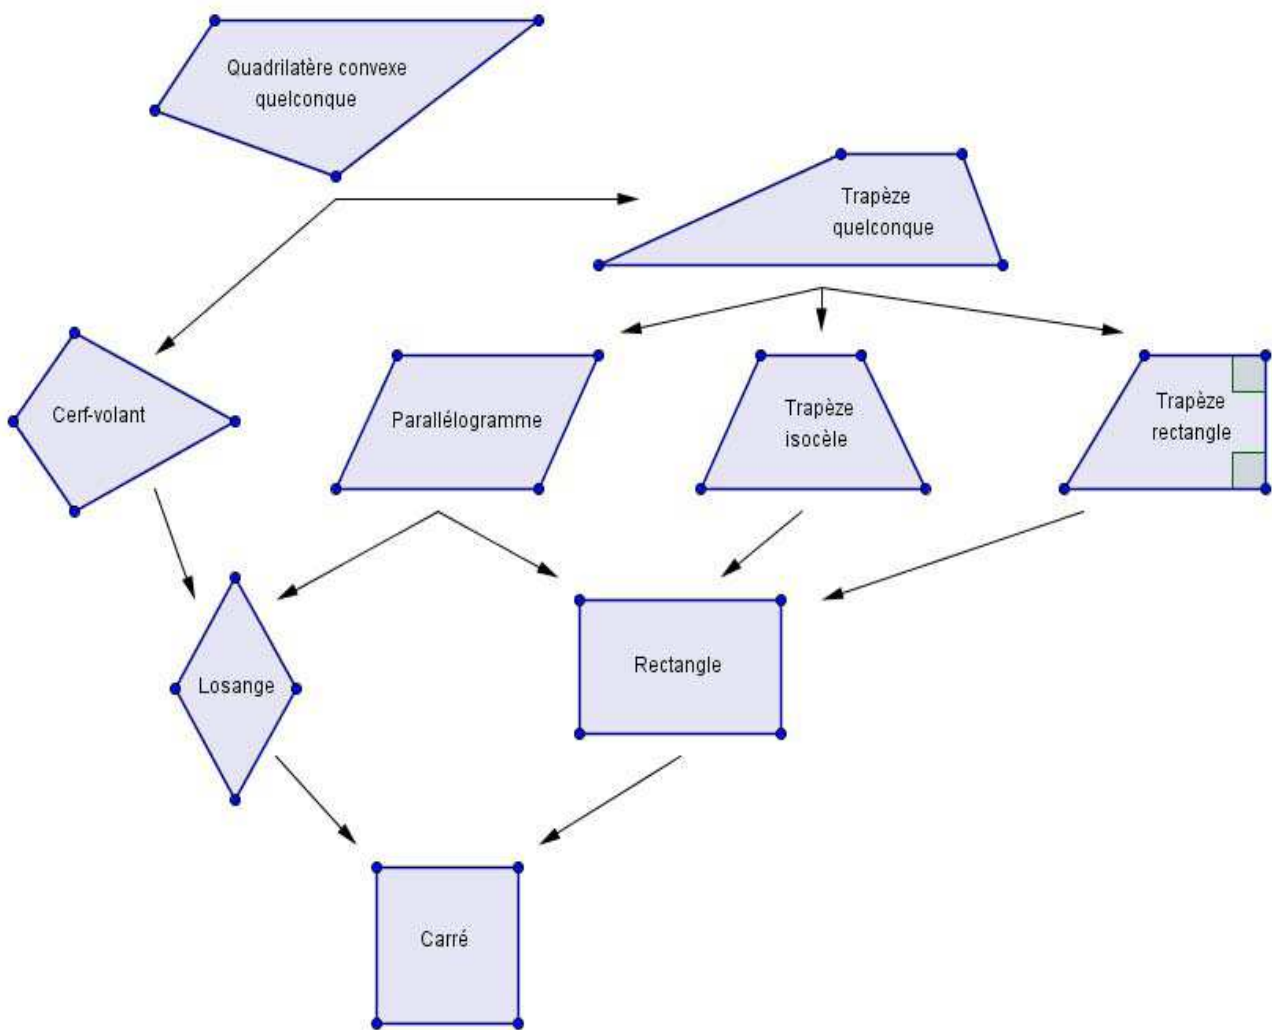 Quadrilatère convexe
quelconque
Trapèze
quelconque
Cerf-volant
Parallélogramme
Trapèze
isocèle
Trapèze
rectangle
Losange
Rectangle
Carré